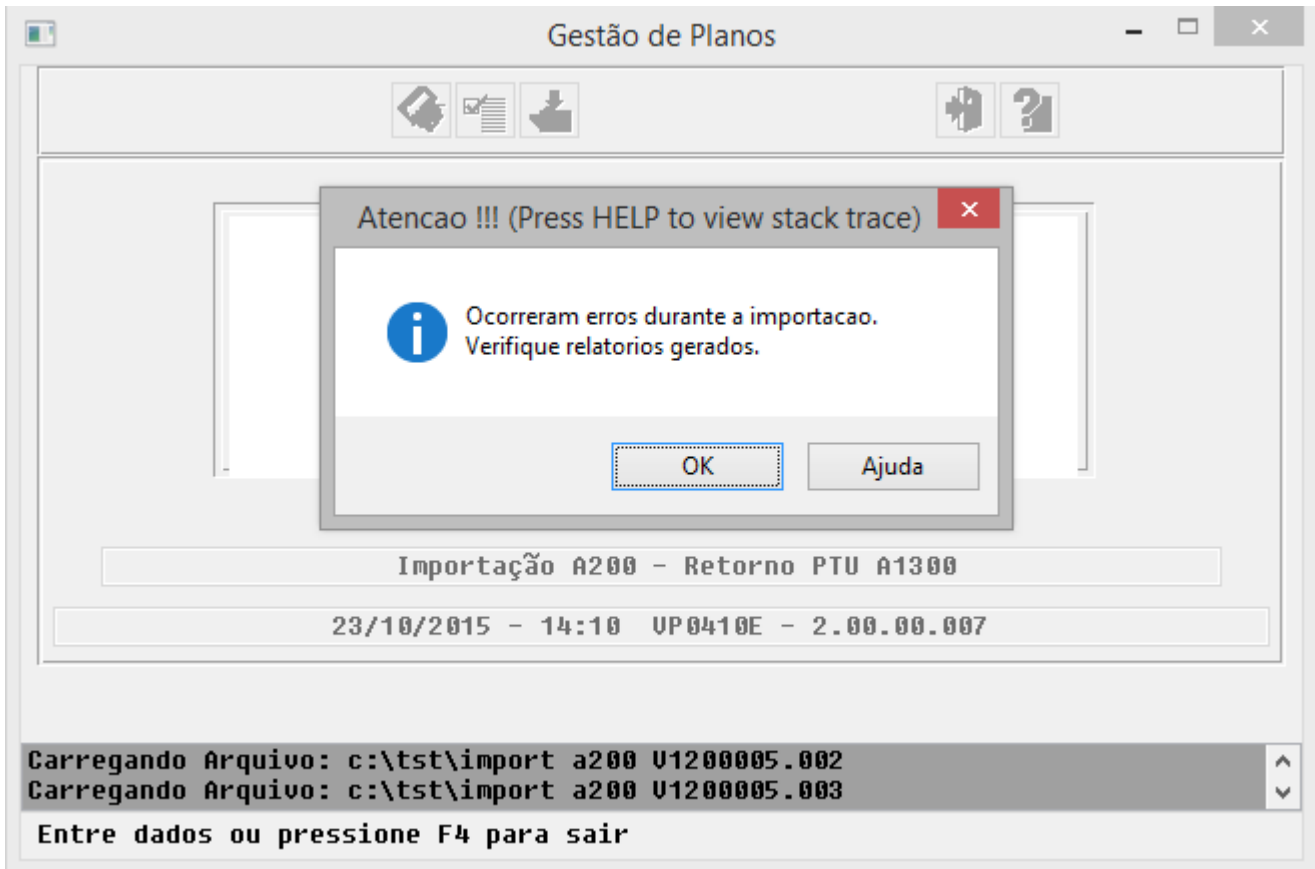 Gestão de Planos
Atencao !!! (Press HELP to view stack trace)
Ocorreram erros durante a importacao.
Verifique relatorios gerados.
OK
Ajuda
Importação A200 - Retorno PTU A1300
23/10/2015 - 14:10 VP0410E - 2.00.00.007
Carregando Arquivo: c:\tst\import a200 V1200005.002
Carregando Arquivo: c:\tst\import a200 V1200005.003
Entre dados ou pressione F4 para sair